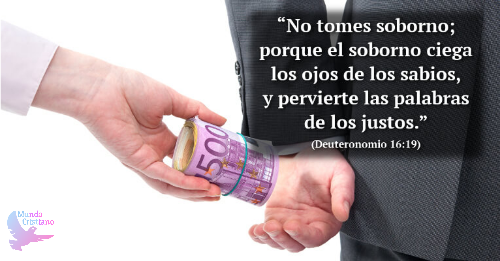 “No tomes soborno;
porque el soborno ciega
los ojos de los sabios,
y pervierte las palabras
de los justos.”
(Deuteronomio 16:19)
500
Mundo
Cristiano